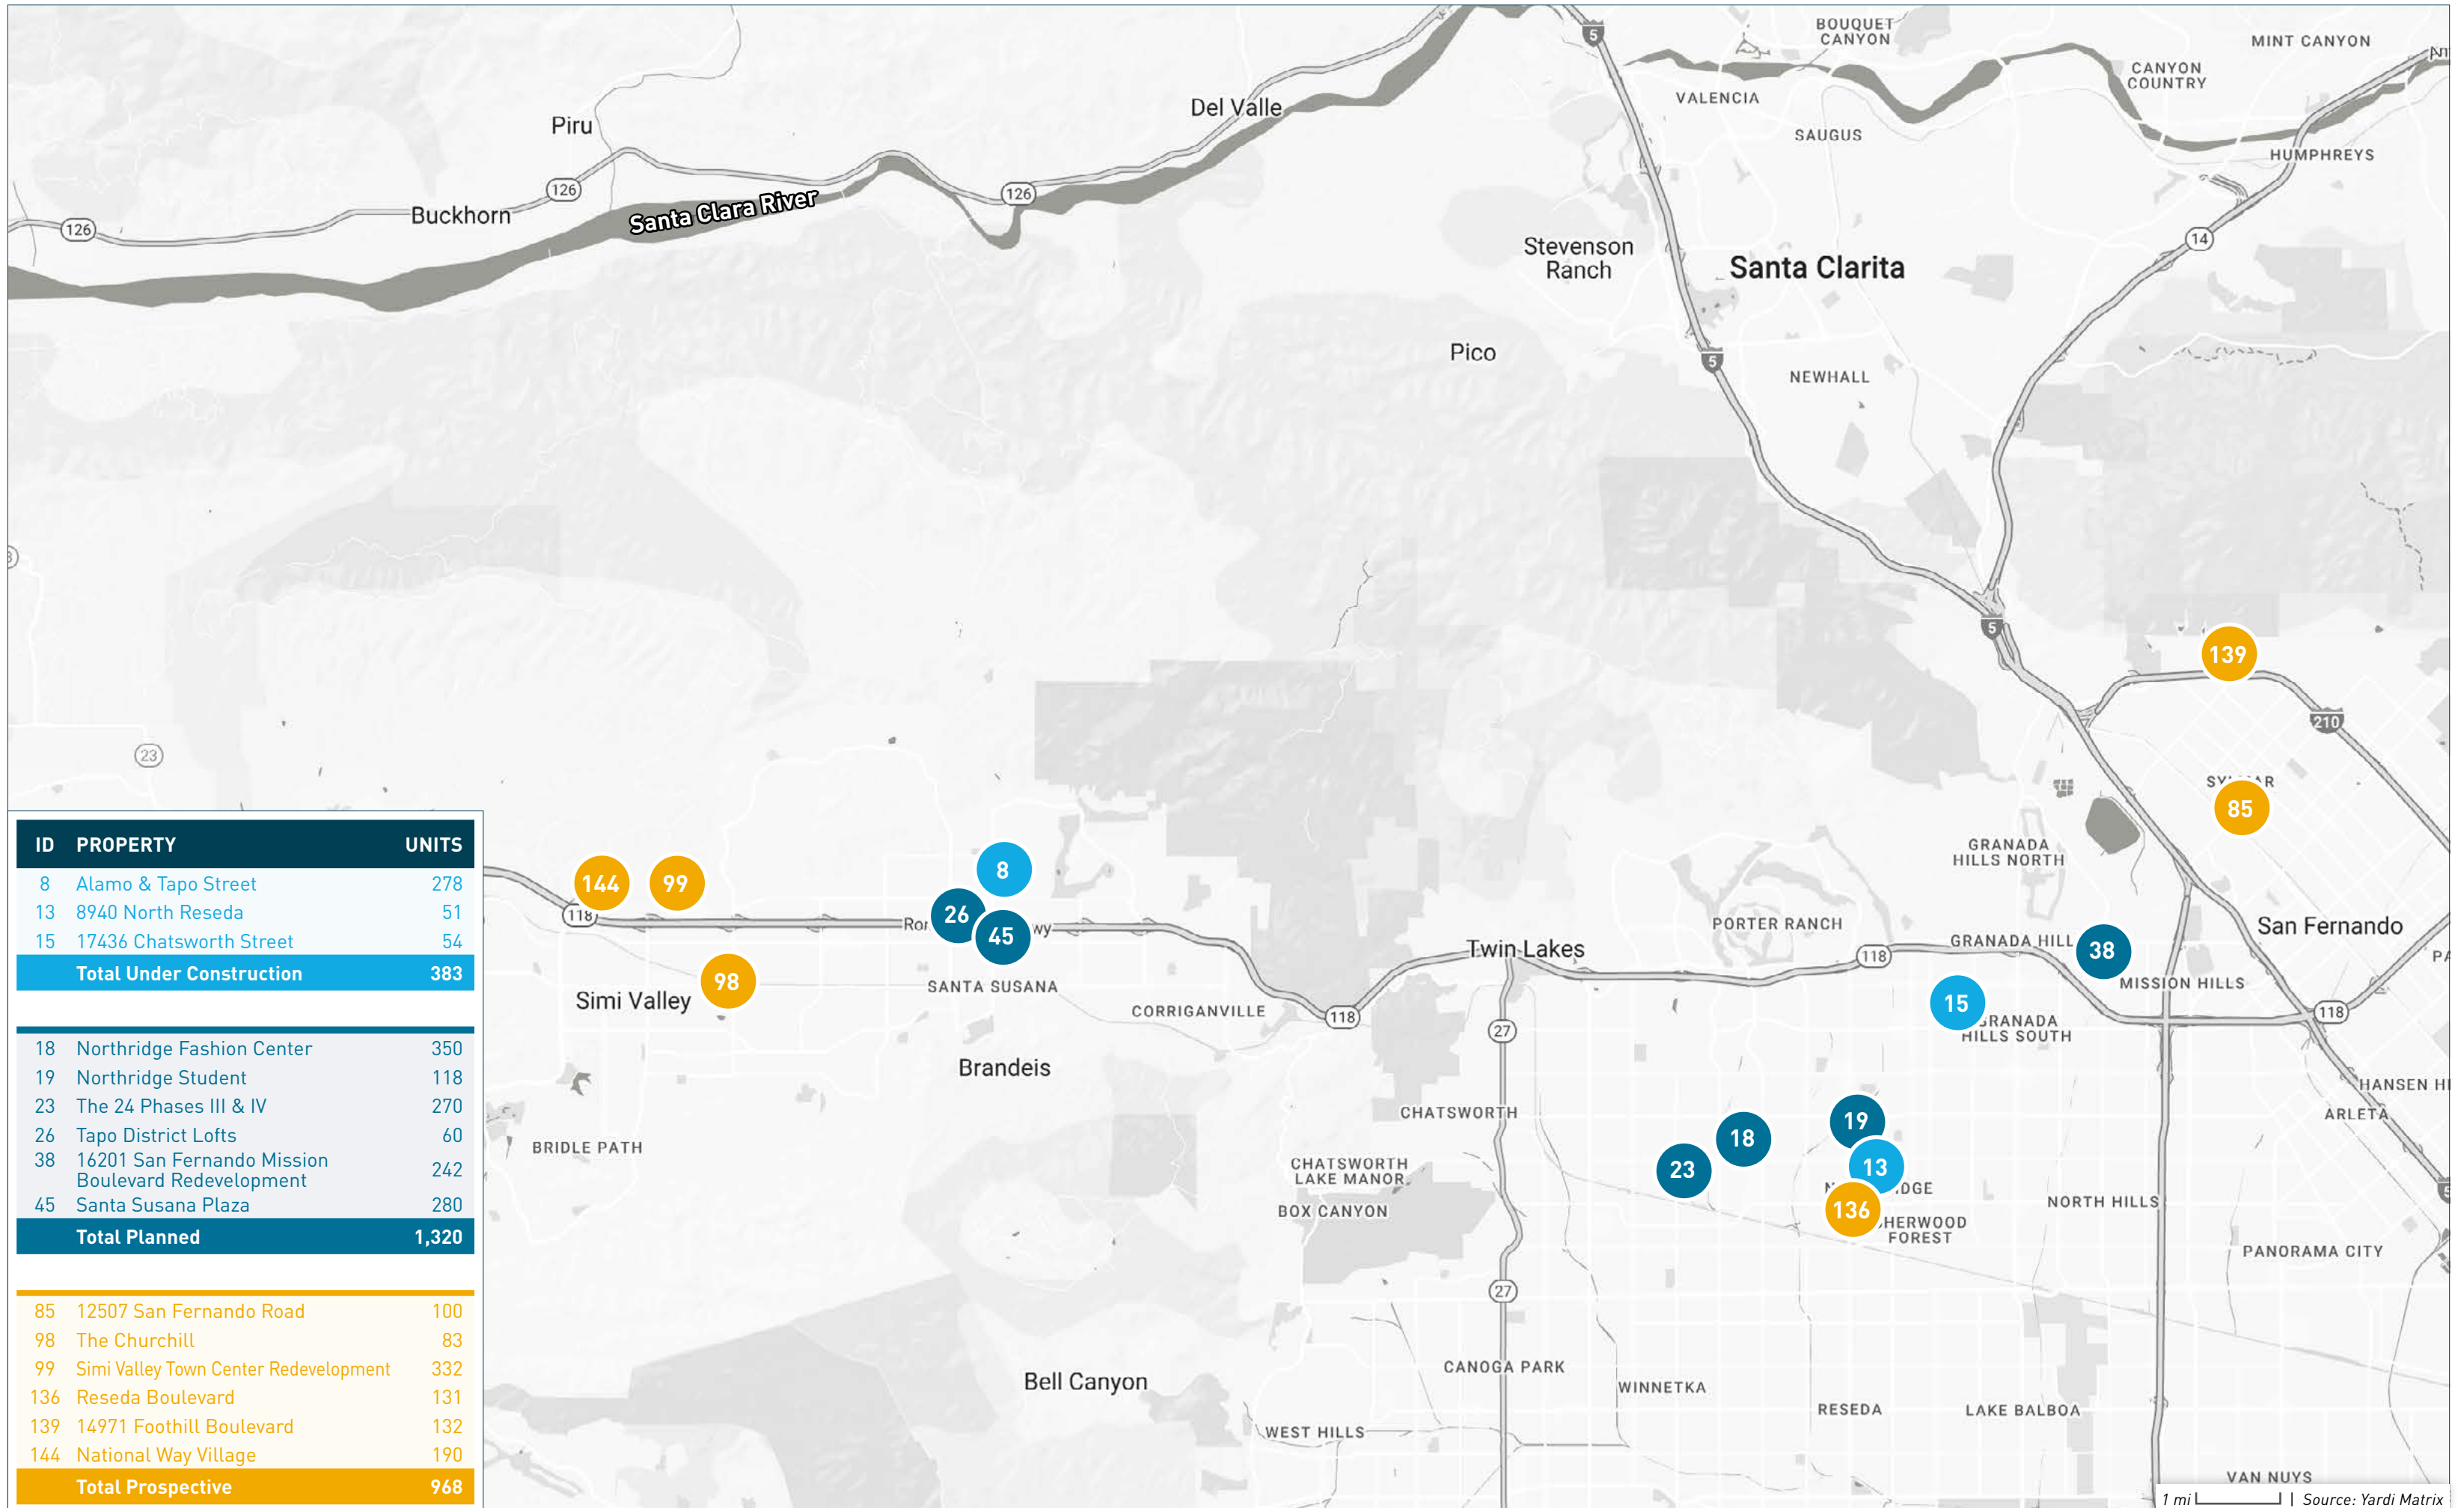 5
BOUQUET
CANYON
MINT CANYON
CANYON
COUNTRY
VALENCIA
SAUGUS
HUMPHREYS
Del Valle
Piru
126
126
126
Buckhorn
Santa Clara River
14
Stevenson
Ranch
Santa Clarita
Pico
5
NEWHALL
5
139
210
23
85
GRANADA
HILLS NORTH
144
99
8
118
26
45
98
SANTA SUSANA
Simi Valley
CORRIGANVILLE
118
Twin Lakes
PORTER RANCH
118
GRANADA HILL
38
San Fernando
MISSION HILLS
15
GRANADA
HILLS SOUTH
118
27
Brandeis
HANSEN HI
ARLETA
CHATSWORTH
BRIDLE PATH
CHATSWORTH
LAKE MANOR
BOX CANYON
23
18
19
13
136
SHERWOOD
FOREST
NORTH HILLS
PANORAMA CITY
27
Bell Canyon
CANOGA PARK
WINNETKA
RESEDA
LAKE BALBOA
WEST HILLS
VAN NUYS
ID PROPERTY UNITS
8 Alamo & Tapo Street 278
13 8940 North Reseda 51
15 17436 Chatsworth Street 54
Total Under Construction 383
18 Northridge Fashion Center 350
19 Northridge Student 118
23 The 24 Phases III & IV 270
26 Tapo District Lofts 60
38 16201 San Fernando Mission
Boulevard Redevelopment 242
45 Santa Susana Plaza 280
Total Planned 1,320
85 12507 San Fernando Road 100
98 The Churchill 83
99 Simi Valley Town Center Redevelopment 332
136 Reseda Boulevard 131
139 14971 Foothill Boulevard 132
144 National Way Village 190
Total Prospective 968
1 mi | Source: Yardi Matrix